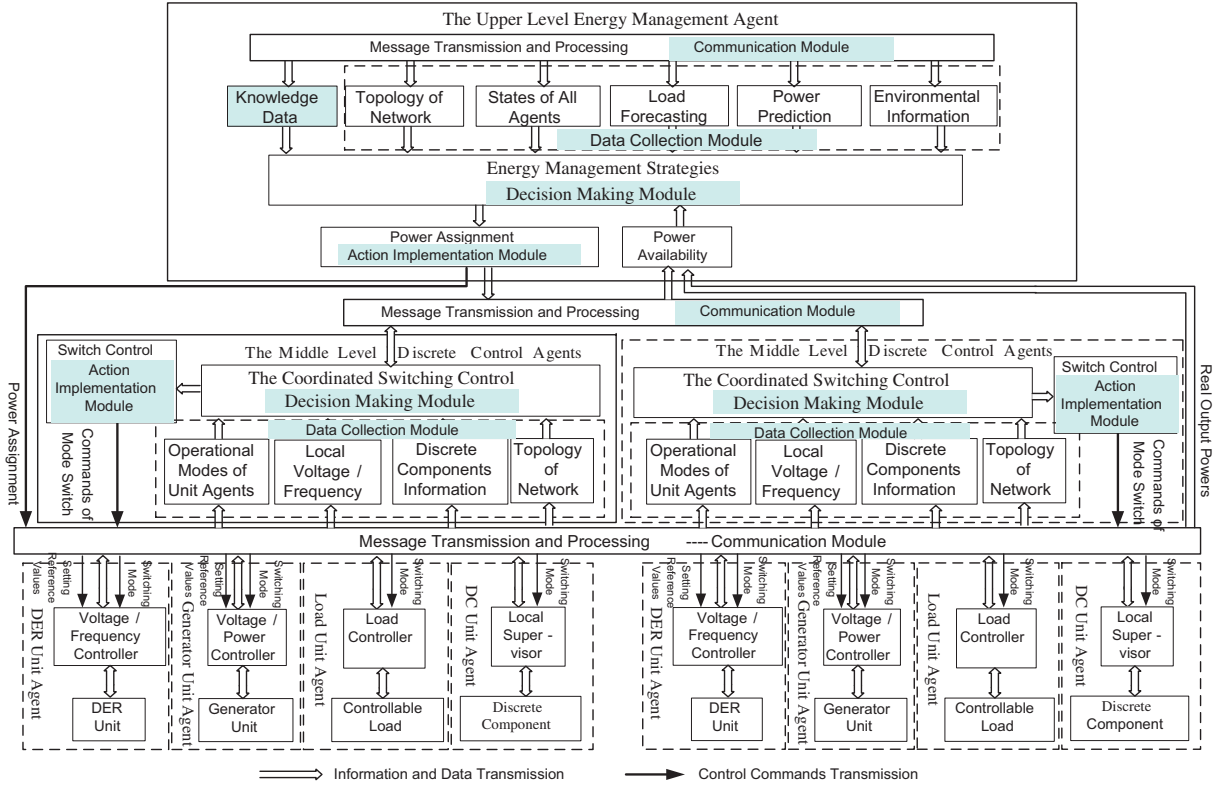 The Upper Level Energy Management Agent
Message Transmission and Processing Communication Module
Knowledge
Data
Topology of
Network
States of All
Agents
Load
Forecasting
Power
Prediction
Environmental
Information
Data Collection Module
Energy Management Strategies
Decision Making Module
Power Assignment
Action Implementation Module
Power
Availability
Message Transmission and Processing Communication Module
Power Assignment
Real Output Powers
The Middle Level Discrete Control Agents
Switch Control
Action
Implementation
Module
The Coordinated Switching Control
Decision Making Module
Data Collection Module
Operational
Modes of
Unit Agents
Local
Voltage /
Frequency
Discrete
Components
Information
Topology
of
Network
Commands of
Mode Switch
The Middle Level Discrete Control Agents
The Coordinated Switching Control
Decision Making Module
Switch Control
Action
Implementation
Module
Data Collection Module
Operational
Modes of
Unit Agents
Local
Voltage /
Frequency
Discrete
Components
Information
Topology
of
Network
Commands of
Mode Switch
Message Transmission and Processing ---- Communication Module
DER Unit Agent
Setting
Reference
Values
Switching
Mode
Voltage /
Frequency
Controller
DER
Unit
Generator Unit Agent
Setting
Reference
Values
Switching
Mode
Voltage /
Power
Controller
Generator
Unit
Load Unit Agent
Switching
Mode
Load
Controller
Controllable
Load
DC Unit Agent
Switching
Mode
Local
Super -
visor
Discrete
Component
DER Unit Agent
Setting
Reference
Values
Switching
Mode
Voltage /
Frequency
Controller
DER
Unit
Generator Unit Agent
Setting
Reference
Values
Switching
Mode
Voltage /
Power
Controller
Generator
Unit
Load Unit Agent
Switching
Mode
Load
Controller
Controllable
Load
DC Unit Agent
Switching
Mode
Local
Super -
visor
Discrete
Component
Information and Data Transmission
Control Commands Transmission